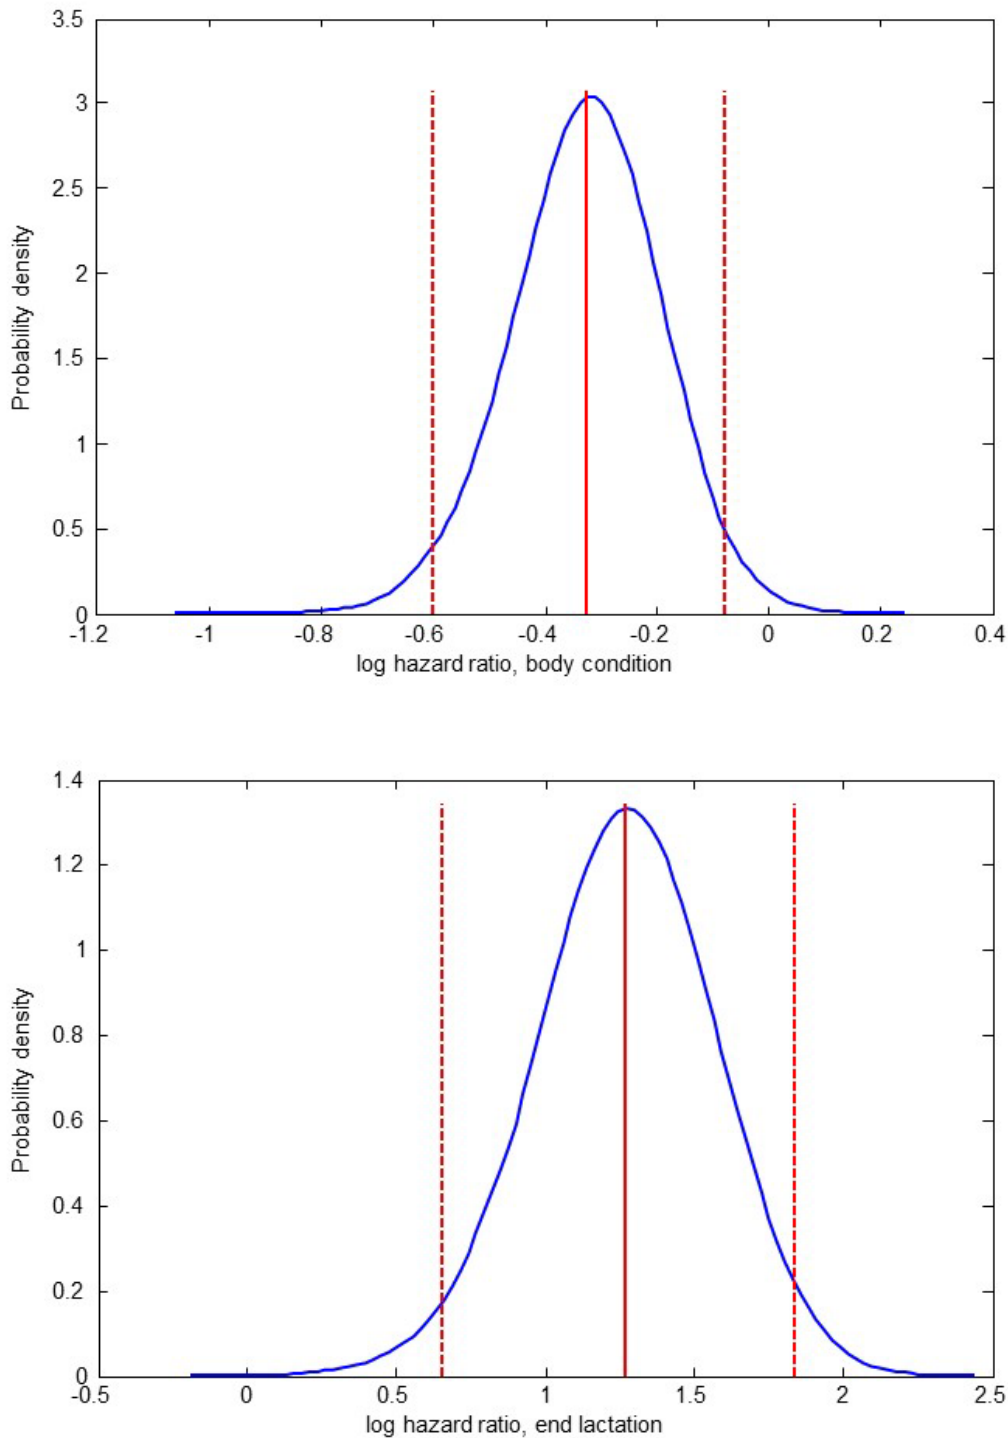 3.5
3
2.5
2
1.5
1
0.5
0
Probability density
-1.2 -1 -0.8 -0.6 -0.4 -0.2 0 0.2 0.4
log hazard ratio, body condition
1.4
1.2
1
0.8
0.6
0.4
0.2
0
Probability density
-0.5 0 0.5 1 1.5 2 2.5
log hazard ratio, end lactation